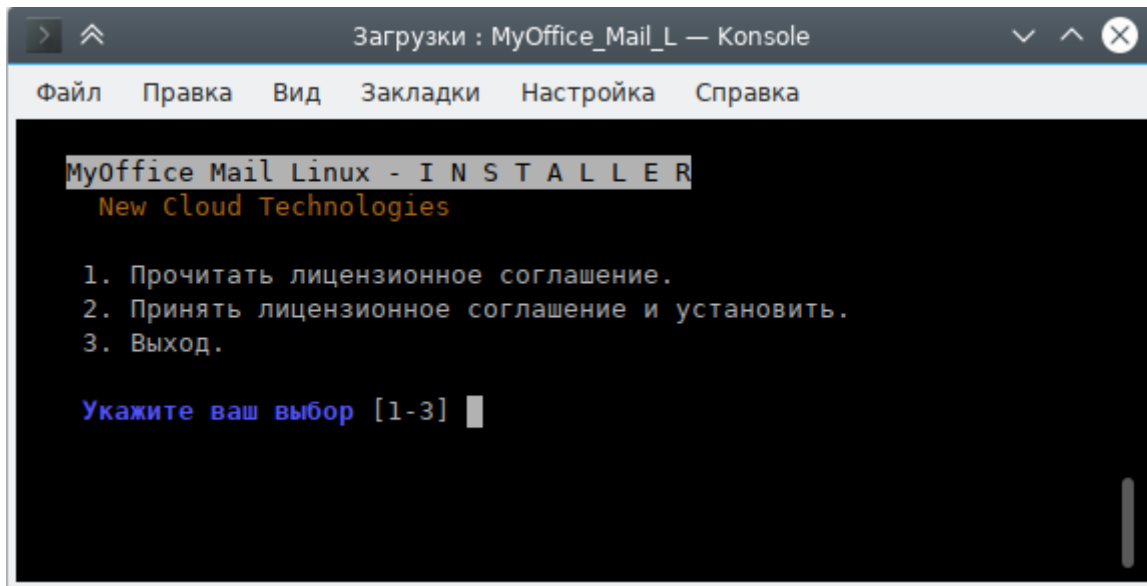 Загрузки : MyOffice_Mail_L — Konsole
Файл Правка Вид Закладки Настройка Справка
MyOffice Mail Linux - I N S T A L L E R
New Cloud Technologies
1. Прочитать лицензионное соглашение.
2. Принять лицензионное соглашение и установить.
3. Выход.
Укажите ваш выбор [1-3]